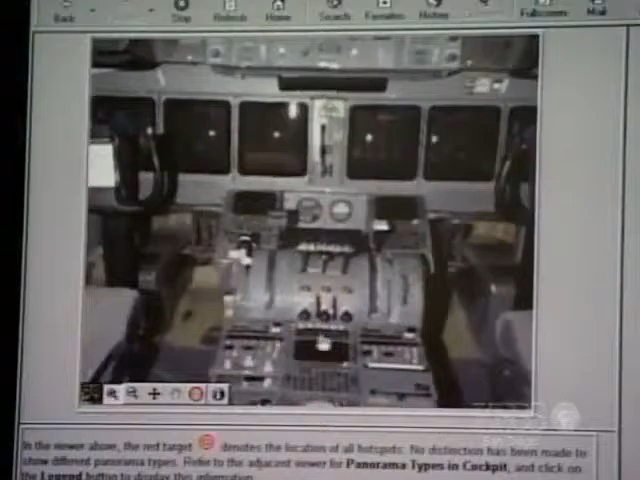 Back Stop Refresh Home Search Favorites History Fullscreen Mail
In the viewer above, the red target denotes the location of all hotspots. No distinction has been made to
show different panorama types. Refer to the adjacent viewer for Panorama Types in Cockpit, and click on
the Legend button to display this information.